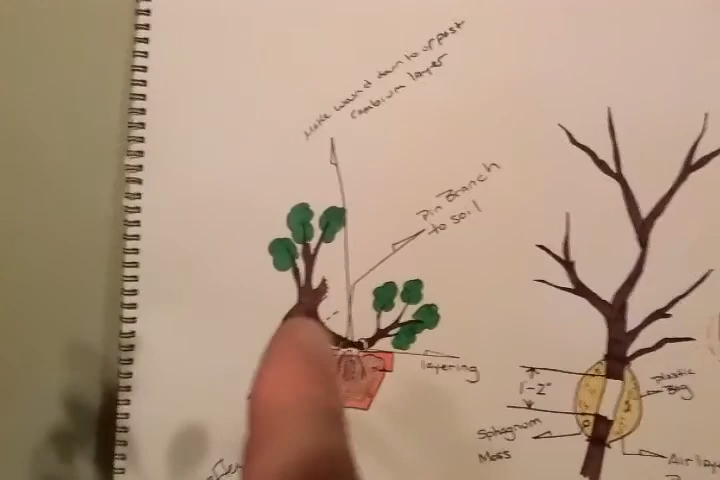 Make wound down to or past
cambium layer
Pin Branch
to soil
layering
1"-2"
plastic
Bag
Sphagnum
Moss
Air